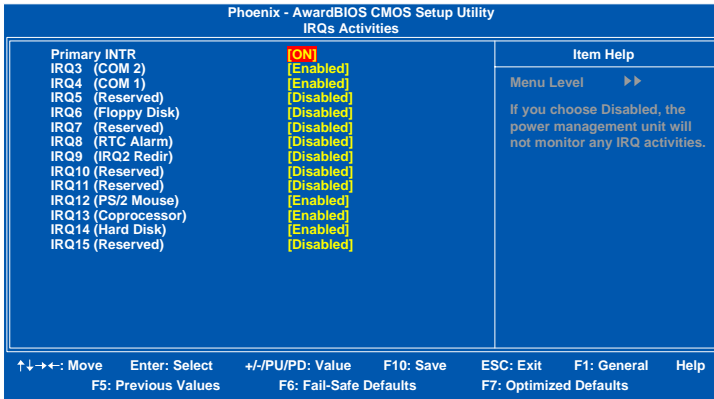 Phoenix - AwardBIOS CMOS Setup Utility
IRQs Activities
Primary INTR [ON]
IRQ3 (COM 2) [Enabled]
IRQ4 (COM 1) [Enabled]
IRQ5 (Reserved) [Disabled]
IRQ6 (Floppy Disk) [Disabled]
IRQ7 (Reserved) [Disabled]
IRQ8 (RTC Alarm) [Disabled]
IRQ9 (IRQ2 Redir) [Disabled]
IRQ10 (Reserved) [Disabled]
IRQ11 (Reserved) [Disabled]
IRQ12 (PS/2 Mouse) [Enabled]
IRQ13 (Coprocessor) [Enabled]
IRQ14 (Hard Disk) [Enabled]
IRQ15 (Reserved) [Disabled]
Item Help
Menu Level ►►
If you choose Disabled, the
power management unit will
not monitor any IRQ activities.
↑↓→←: Move Enter: Select +/-/PU/PD: Value F10: Save ESC: Exit F1: General Help
F5: Previous Values F6: Fail-Safe Defaults F7: Optimized Defaults